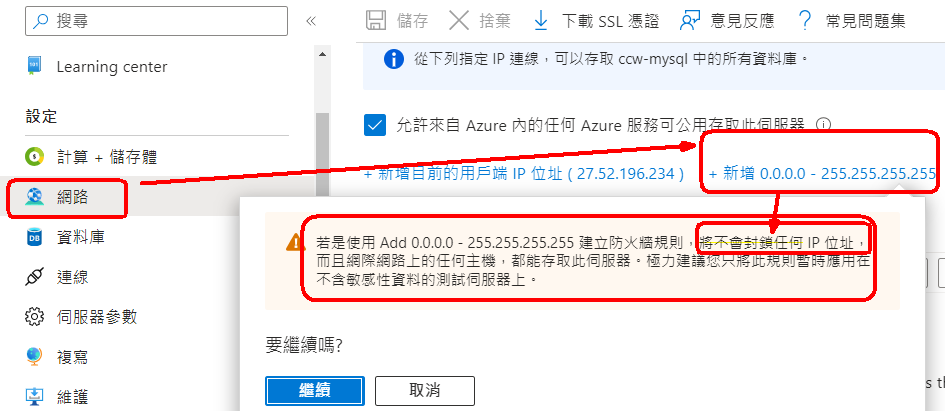 搜尋
儲存 捨棄 下載 SSL 憑證 意見反應 常見問題集
Learning center
從下列指定 IP 連線，可以存取 ccw-mysql 中的所有資料庫。
設定
允許來自 Azure 內的任何 Azure 服務可公用存取此伺服器
計算 + 儲存體
+ 新增目前的用戶端 IP 位址 ( 27.52.196.234 ) + 新增 0.0.0.0 - 255.255.255.255
網路
資料庫
連線
伺服器參數
複寫
維護
若是使用 Add 0.0.0.0 - 255.255.255.255 建立防火牆規則，將不會封鎖任何 IP 位址，
而且網際網路上的任何主機，都能存取此伺服器。極力建議您只將此規則暫時應用在
不含敏感性資料的測試伺服器上。
要繼續嗎?
繼續 取消